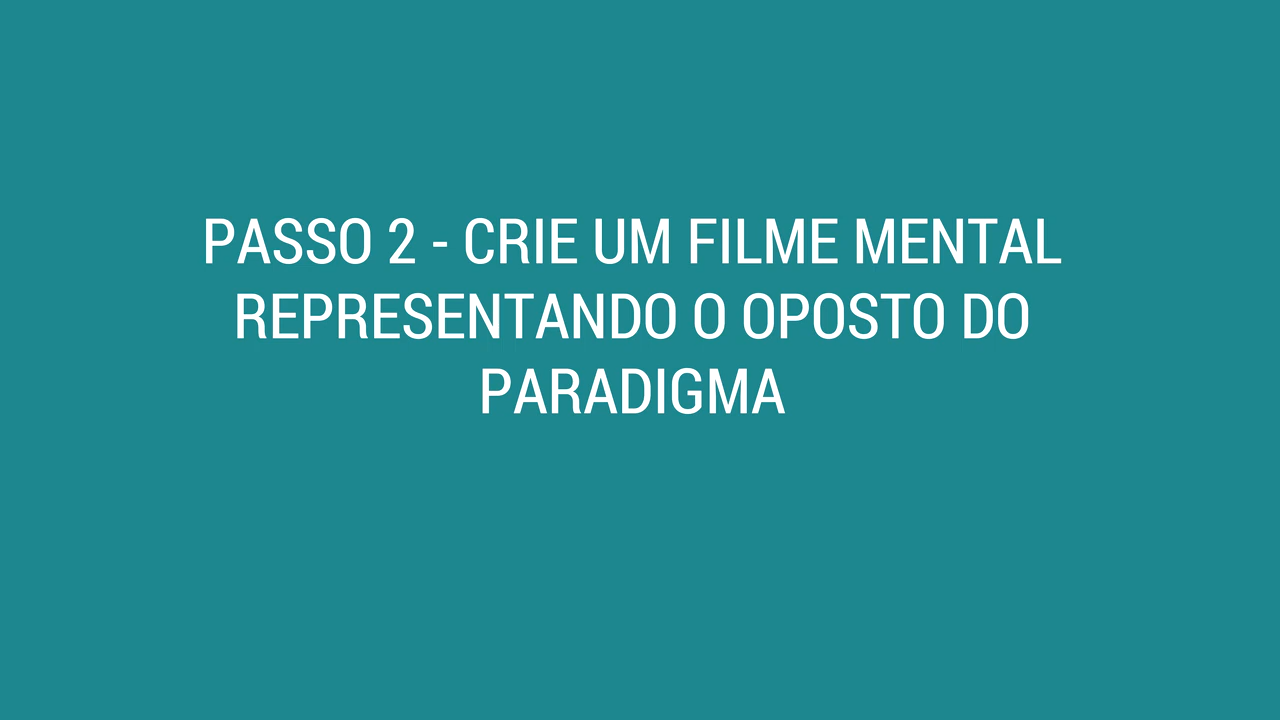 PASSO 2 - CRIE UM FILME MENTAL
REPRESENTANDO O OPOSTO DO
PARADIGMA